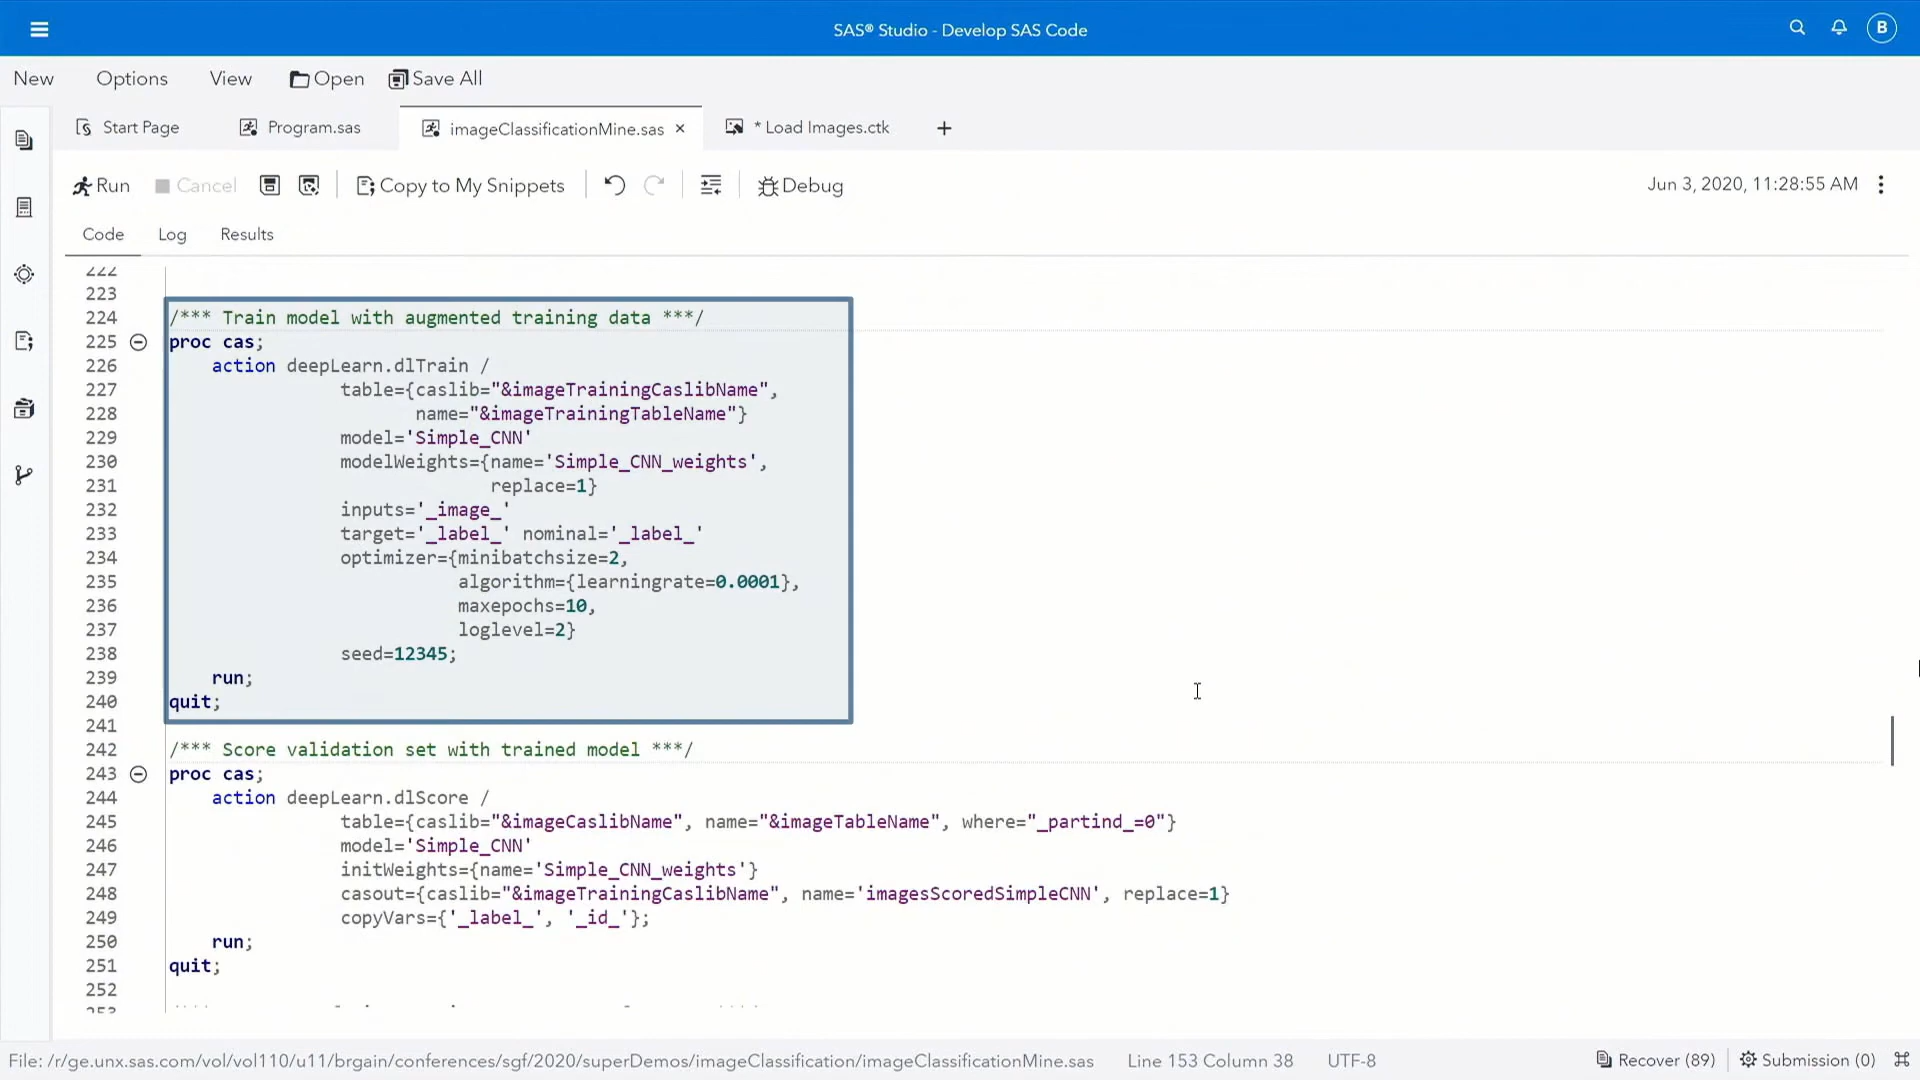 SAS® Studio - Develop SAS Code
B
New Options View Open Save All
Start Page Program.sas imageClassificationMine.sas × * Load Images.ctk +
Run Cancel Copy to My Snippets Debug Jun 3, 2020, 11:28:55 AM
Code Log Results
222
223
224 /*** Train model with augmented training data ***/
225 proc cas;
226 action deepLearn.dlTrain /
227 table={caslib="&imageTrainingCaslibName",
228 name="&imageTrainingTableName"}
229 model='Simple_CNN'
230 modelWeights={name='Simple_CNN_weights',
231 replace=1}
232 inputs='_image_'
233 target='_label_' nominal='_label_'
234 optimizer={minibatchsize=2,
235 algorithm={learningrate=0.0001},
236 maxepochs=10,
237 loglevel=2}
238 seed=12345;
239 run;
240 quit;
241
242 /*** Score validation set with trained model ***/
243 proc cas;
244 action deepLearn.dlScore /
245 table={caslib="&imageCaslibName", name="&imageTableName", where="_partind_=0"}
246 model='Simple_CNN'
247 initWeights={name='Simple_CNN_weights'}
248 casout={caslib="&imageTrainingCaslibName", name='imagesScoredSimpleCNN', replace=1}
249 copyVars={'_label_', '_id_'};
250 run;
251 quit;
252
253
File: /r/ge.unx.sas.com/vol/vol110/u11/brgain/conferences/sgf/2020/superDemos/imageClassification/imageClassificationMine.sas Line 153 Column 38 UTF-8 Recover (89) Submission (0)